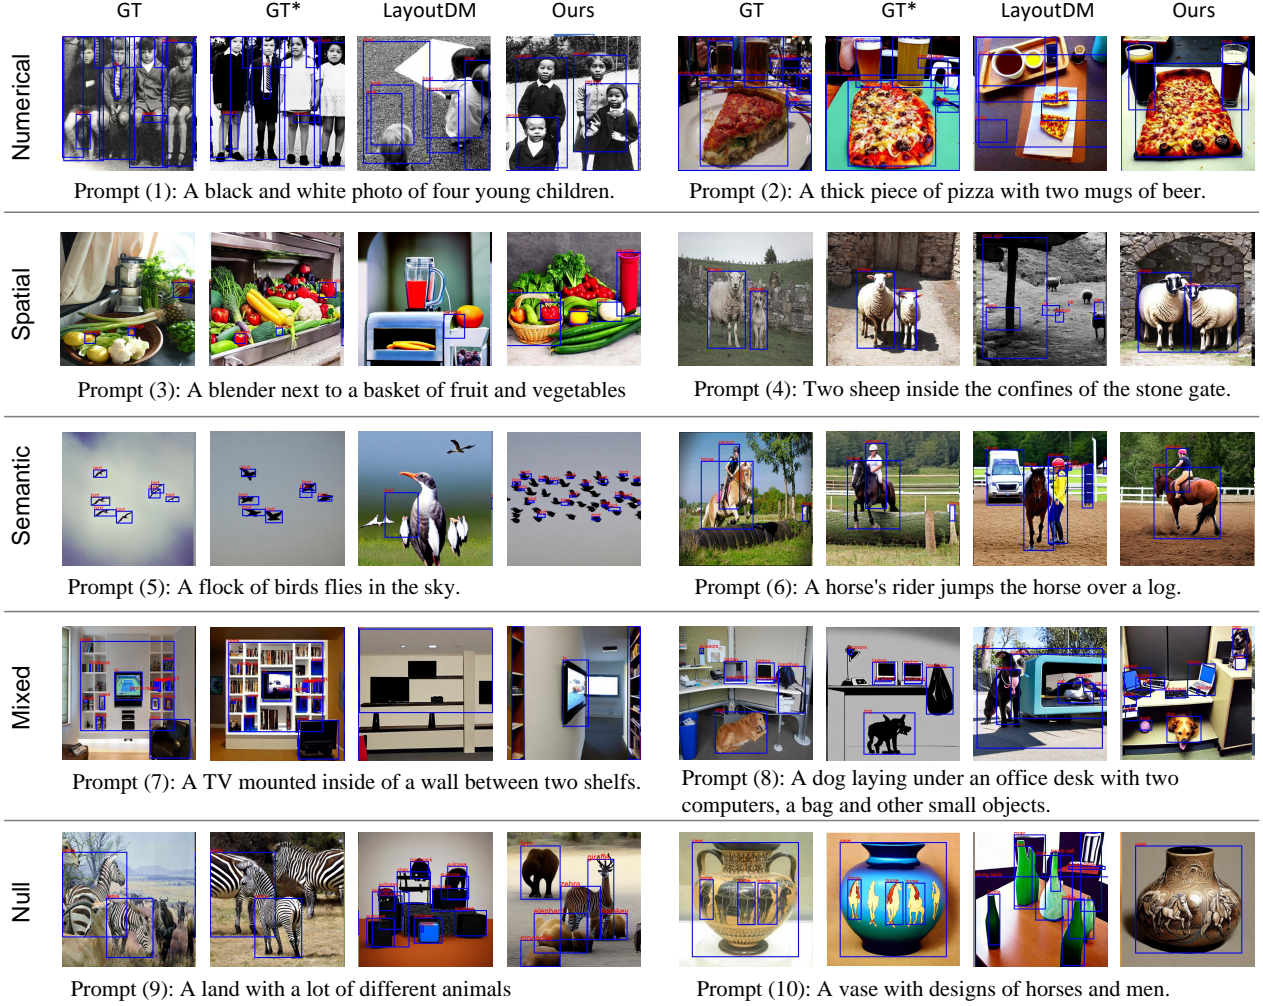 GT GT* LayoutDM Ours GT GT* LayoutDM Ours
Numerical
Prompt (1): A black and white photo of four young children.
Prompt (2): A thick piece of pizza with two mugs of beer.
Spatial
Prompt (3): A blender next to a basket of fruit and vegetables
Prompt (4): Two sheep inside the confines of the stone gate.
Semantic
Prompt (5): A flock of birds flies in the sky.
Prompt (6): A horse's rider jumps the horse over a log.
Mixed
Prompt (7): A TV mounted inside of a wall between two shelfs.
Prompt (8): A dog laying under an office desk with two
computers, a bag and other small objects.
Null
giraffe
zebra
elephant
Prompt (9): A land with a lot of different animals
Prompt (10): A vase with designs of horses and men.